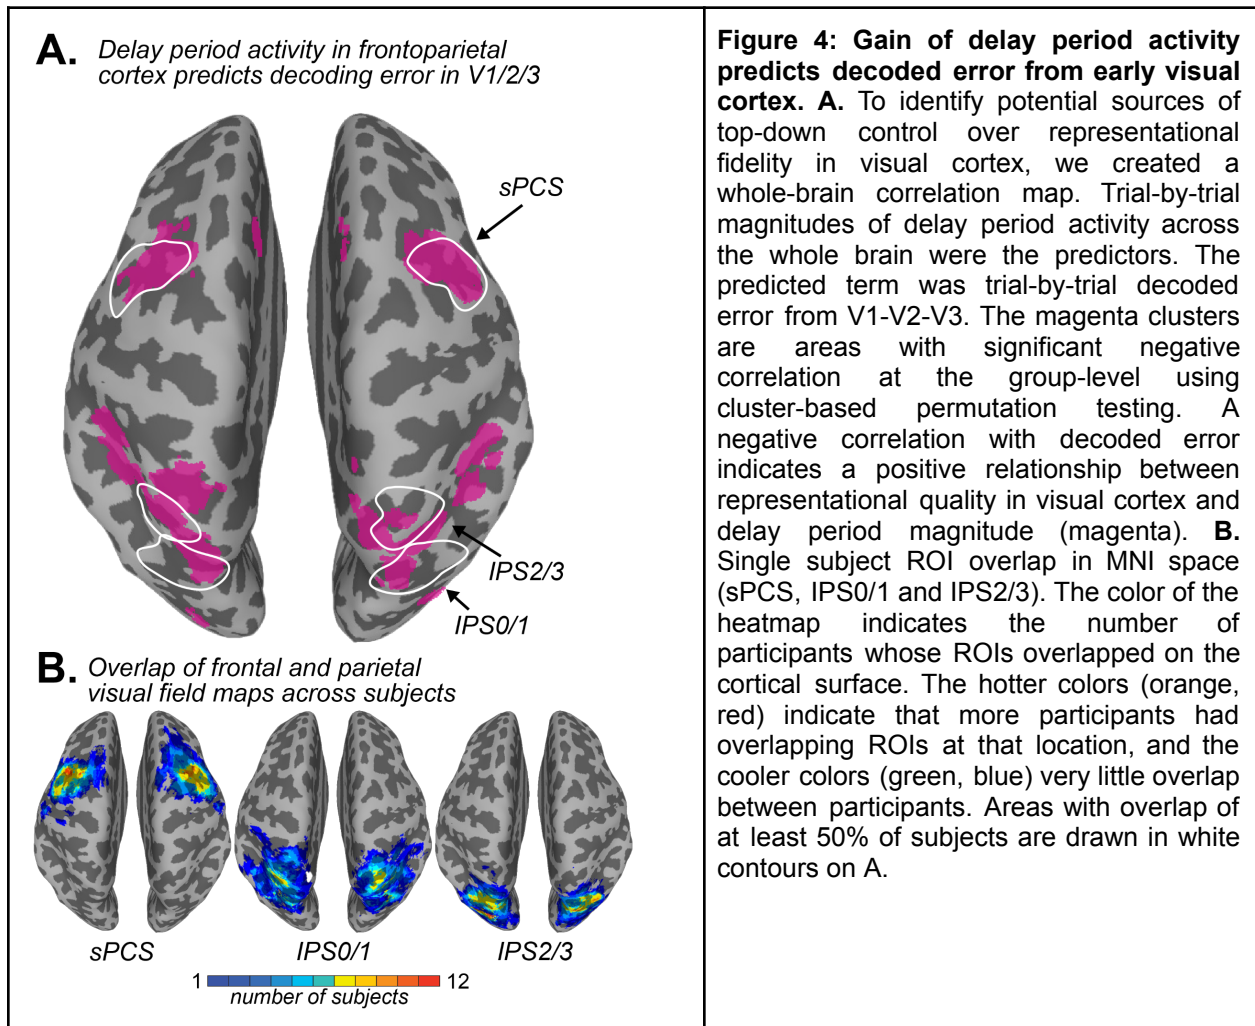 A. Delay period activity in frontoparietal
cortex predicts decoding error in V1/2/3
sPCS
IPS2/3
IPS0/1
B. Overlap of frontal and parietal
visual field maps across subjects
sPCS
IPS0/1
IPS2/3
1
12
number of subjects
Figure 4: Gain of delay period activity
predicts decoded error from early visual
cortex. A. To identify potential sources of
top-down control over representational
fidelity in visual cortex, we created a
whole-brain correlation map. Trial-by-trial
magnitudes of delay period activity across
the whole brain were the predictors. The
predicted term was trial-by-trial decoded
error from V1-V2-V3. The magenta clusters
are areas with significant negative
correlation at the group-level using
cluster-based permutation testing. A
negative correlation with decoded error
indicates a positive relationship between
representational quality in visual cortex and
delay period magnitude (magenta). B.
Single subject ROI overlap in MNI space
(sPCS, IPS0/1 and IPS2/3). The color of the
heatmap indicates the number of
participants whose ROIs overlapped on the
cortical surface. The hotter colors (orange,
red) indicate that more participants had
overlapping ROIs at that location, and the
cooler colors (green, blue) very little overlap
between participants. Areas with overlap of
at least 50% of subjects are drawn in white
contours on A.